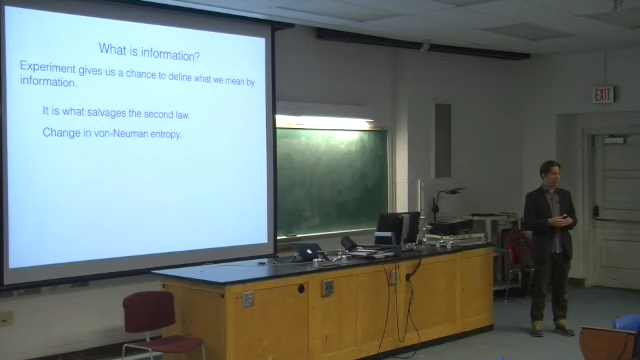 What is information?
Experiment gives us a chance to define what we mean by
information.
It is what salvages the second law.
Change in von-Neuman entropy.
EXIT